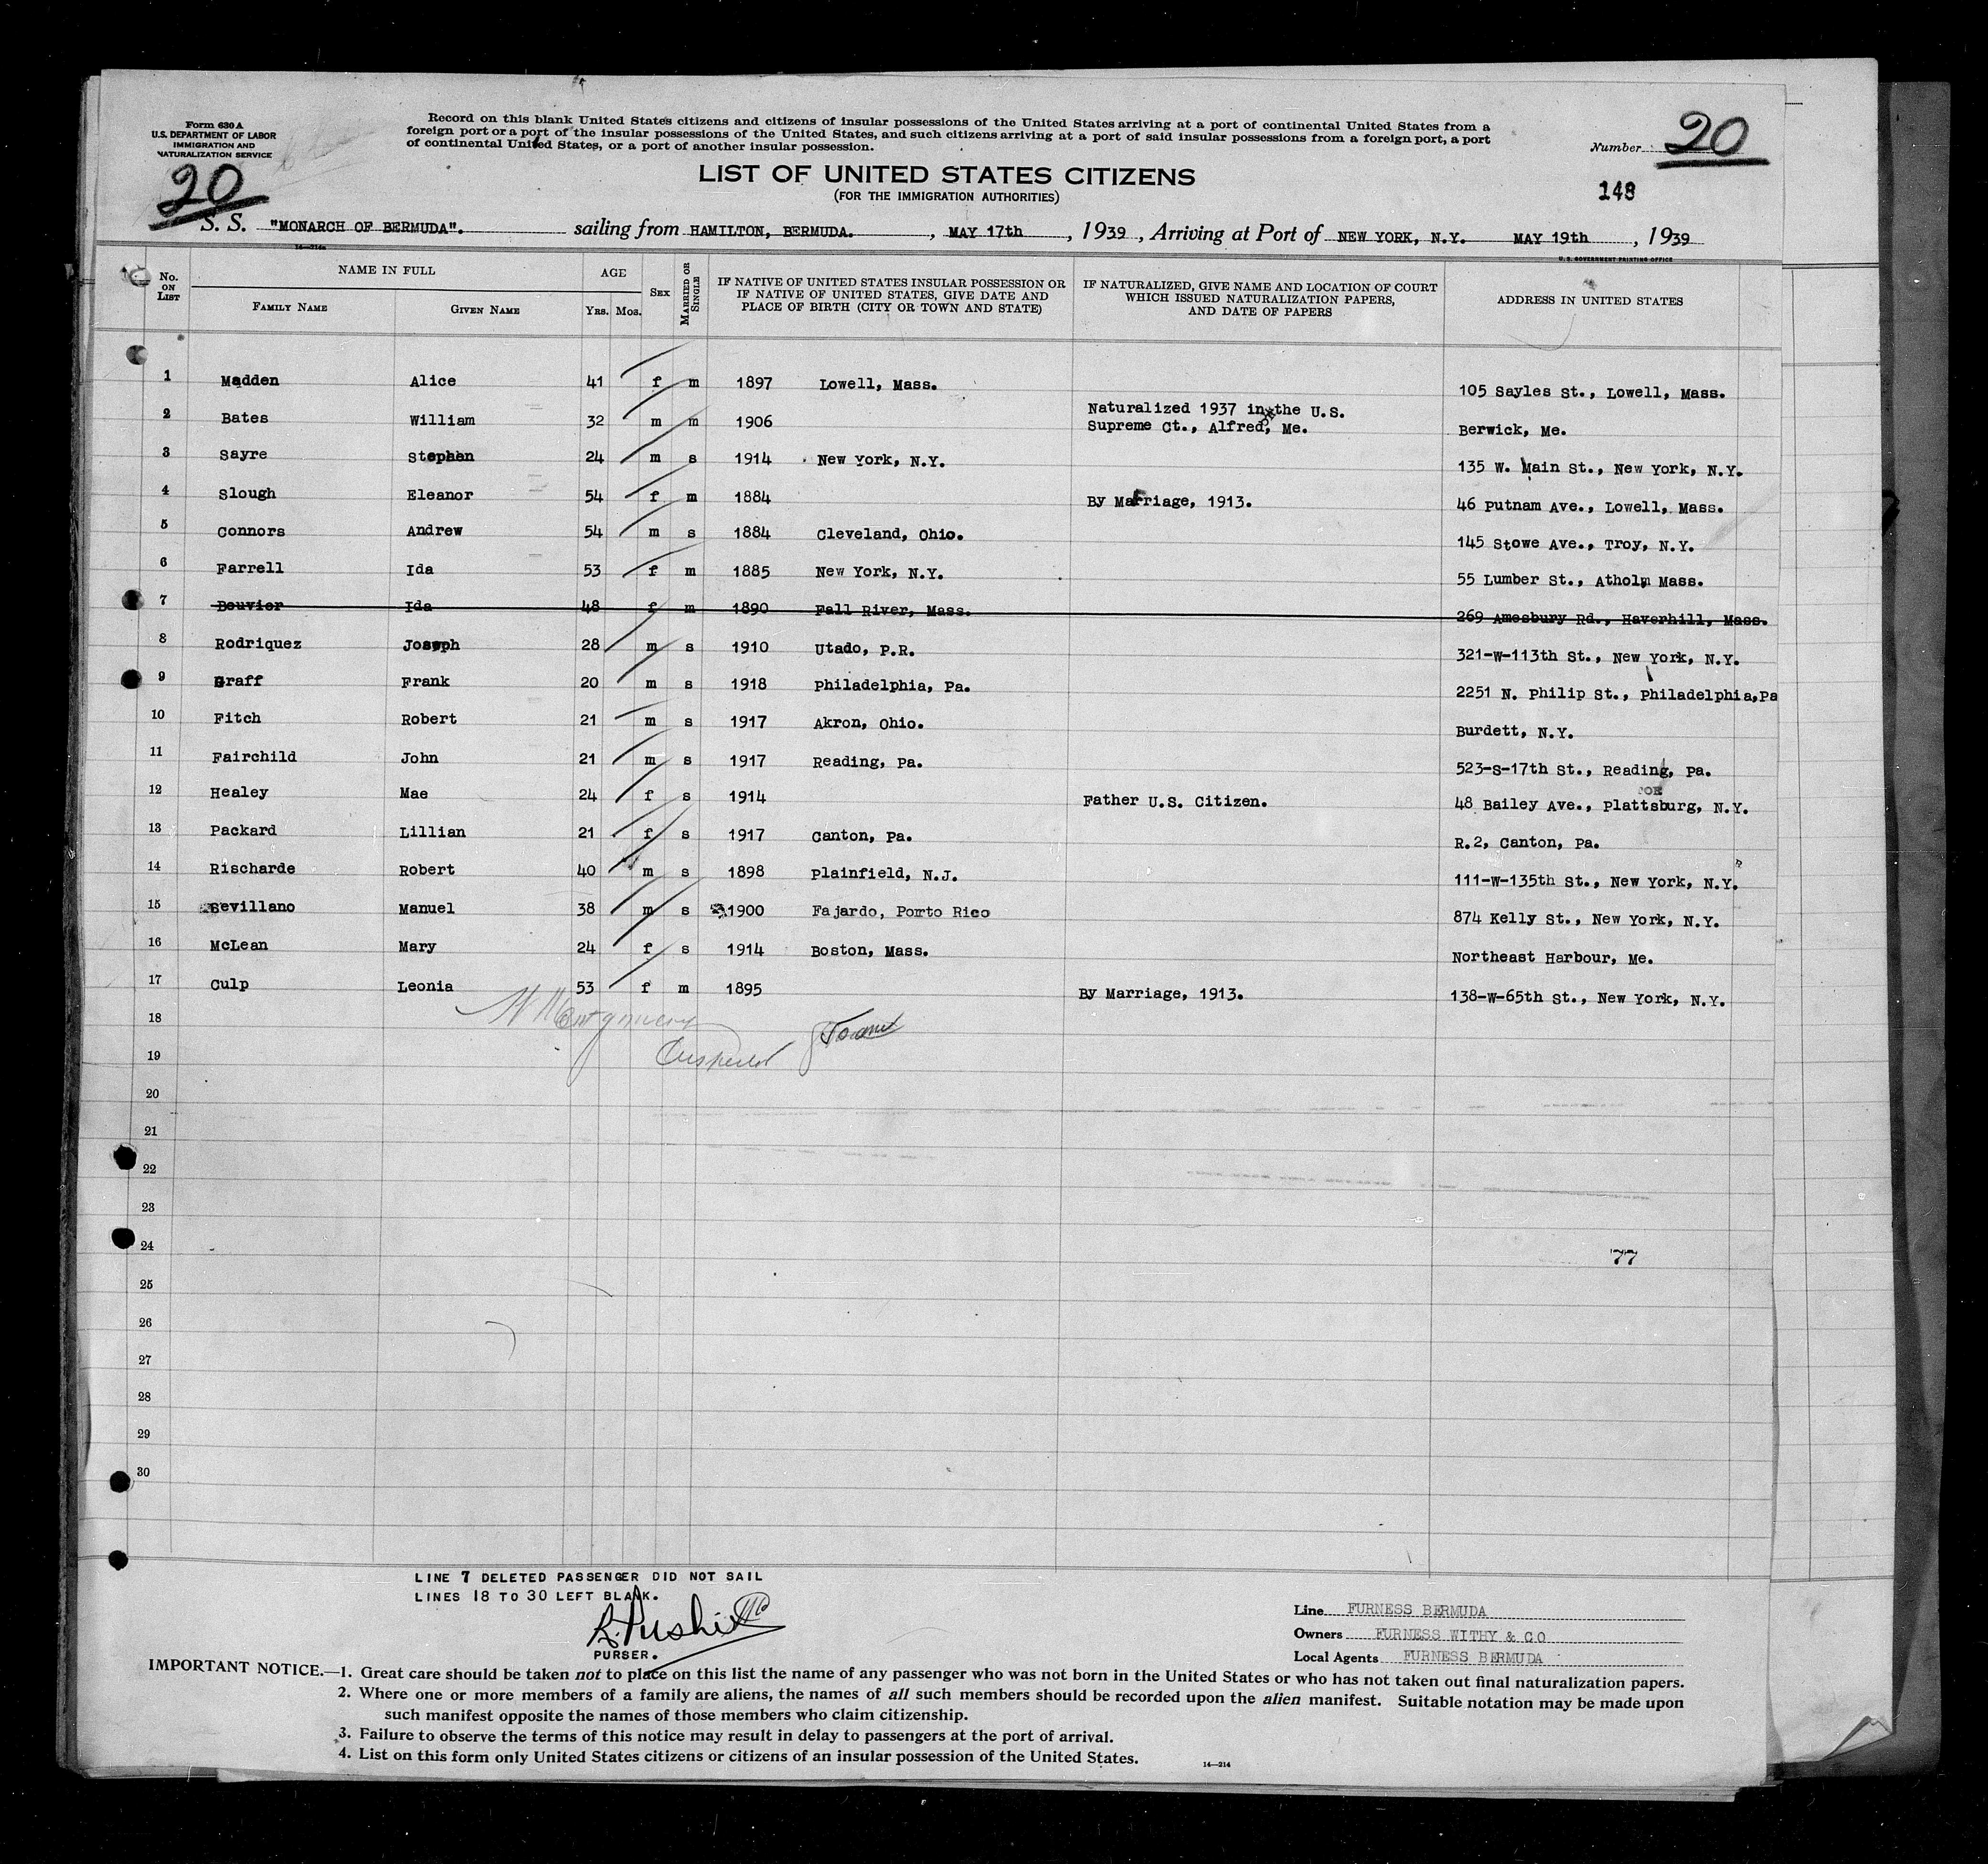 Form 630 A
U.S. DEPARTMENT OF LABOR
IMMIGRATION AND
NATURALIZATION SERVICE
Record on this blank United States citizens and citizens of insular possessions of the United States arriving at a port of continental United States from a
foreign port or a port of the insular possessions of the United States, and such citizens arriving at a port of said insular possessions from a foreign port, a port
of continental United States, or a port of another insular possession.
Number 20
20
LIST OF UNITED STATES CITIZENS
(FOR THE IMMIGRATION AUTHORITIES)
148
S. S. "MONARCH OF BERMUDA". sailing from HAMILTON, BERMUDA. , MAY 17th , 1939 , Arriving at Port of NEW YORK, N.Y. MAY 19th , 1939
14—214a
U. S. GOVERNMENT PRINTING OFFICE
No. ON LIST
NAME IN FULL
FAMILY NAME
GIVEN NAME
AGE
YRS. MOS.
SEX
MARRIED OR SINGLE
IF NATIVE OF UNITED STATES INSULAR POSSESSION OR
IF NATIVE OF UNITED STATES, GIVE DATE AND
PLACE OF BIRTH (CITY OR TOWN AND STATE)
IF NATURALIZED, GIVE NAME AND LOCATION OF COURT
WHICH ISSUED NATURALIZATION PAPERS,
AND DATE OF PAPERS
ADDRESS IN UNITED STATES
1 Madden Alice 41 f m 1897 Lowell, Mass. 105 Sayles St., Lowell, Mass.
2 Bates William 32 m m 1906 Naturalized 1937 in the U.S.
Supreme Ct., Alfred, Me. Berwick, Me.
3 Sayre Stephen 24 m s 1914 New York, N.Y. 135 W. Main St., New York, N.Y.
4 Slough Eleanor 54 f m 1884 By Marriage, 1913. 46 Putnam Ave., Lowell, Mass.
5 Connors Andrew 54 m s 1884 Cleveland, Ohio. 145 Stowe Ave., Troy, N.Y.
6 Farrell Ida 53 f m 1885 New York, N.Y. 55 Lumber St., Athol, Mass.
7 Bouvier Ida 48 f m 1890 Fall River, Mass. 269 Amesbury Rd., Haverhill, Mass.
8 Rodriquez Joseph 28 m s 1910 Utado, P.R. 321-W-113th St., New York, N.Y.
9 Graff Frank 20 m s 1918 Philadelphia, Pa. 2251 N. Philip St., Philadelphia,Pa
10 Fitch Robert 21 m s 1917 Akron, Ohio. Burdett, N.Y.
11 Fairchild John 21 m s 1917 Reading, Pa. 523-S-17th St., Reading, Pa.
12 Healey Mae 24 f s 1914 Father U.S. Citizen. 48 Bailey Ave., Plattsburg, N.Y.
13 Packard Lillian 21 f s 1917 Canton, Pa. R.2, Canton, Pa.
14 Rischarde Robert 40 m s 1898 Plainfield, N.J. 111-W-135th St., New York, N.Y.
15 Sevillano Manuel 38 m s 1900 Fajardo, Porto Rico 874 Kelly St., New York, N.Y.
16 McLean Mary 24 f s 1914 Boston, Mass. Northeast Harbour, Me.
17 Culp Leonia 53 f m 1895 By Marriage, 1913. 138-W-65th St., New York, N.Y.
18
19
20
21
22
23
24
77
25
26
27
28
29
30
LINE 7 DELETED PASSENGER DID NOT SAIL
LINES 18 TO 30 LEFT BLANK.
PURSER.
Line FURNESS BERMUDA
Owners FURNESS WITHY & CO
Local Agents FURNESS BERMUDA
IMPORTANT NOTICE.—1. Great care should be taken not to place on this list the name of any passenger who was not born in the United States or who has not taken out final naturalization papers.
2. Where one or more members of a family are aliens, the names of all such members should be recorded upon the alien manifest. Suitable notation may be made upon
such manifest opposite the names of those members who claim citizenship.
3. Failure to observe the terms of this notice may result in delay to passengers at the port of arrival.
4. List on this form only United States citizens or citizens of an insular possession of the United States.
14—214